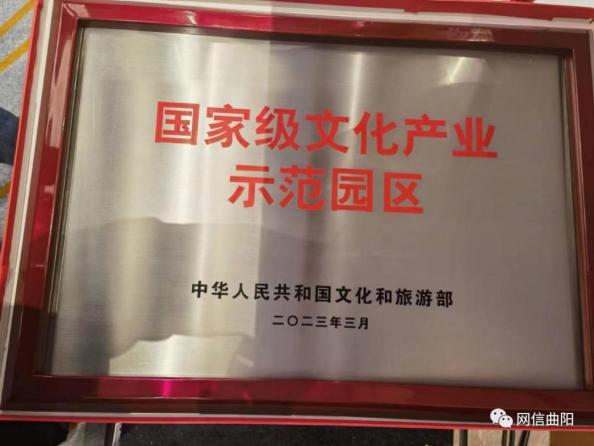 国家级文化产业
示范园区
中华人民共和国文化和旅游部
二〇二三年三月
网信曲阳